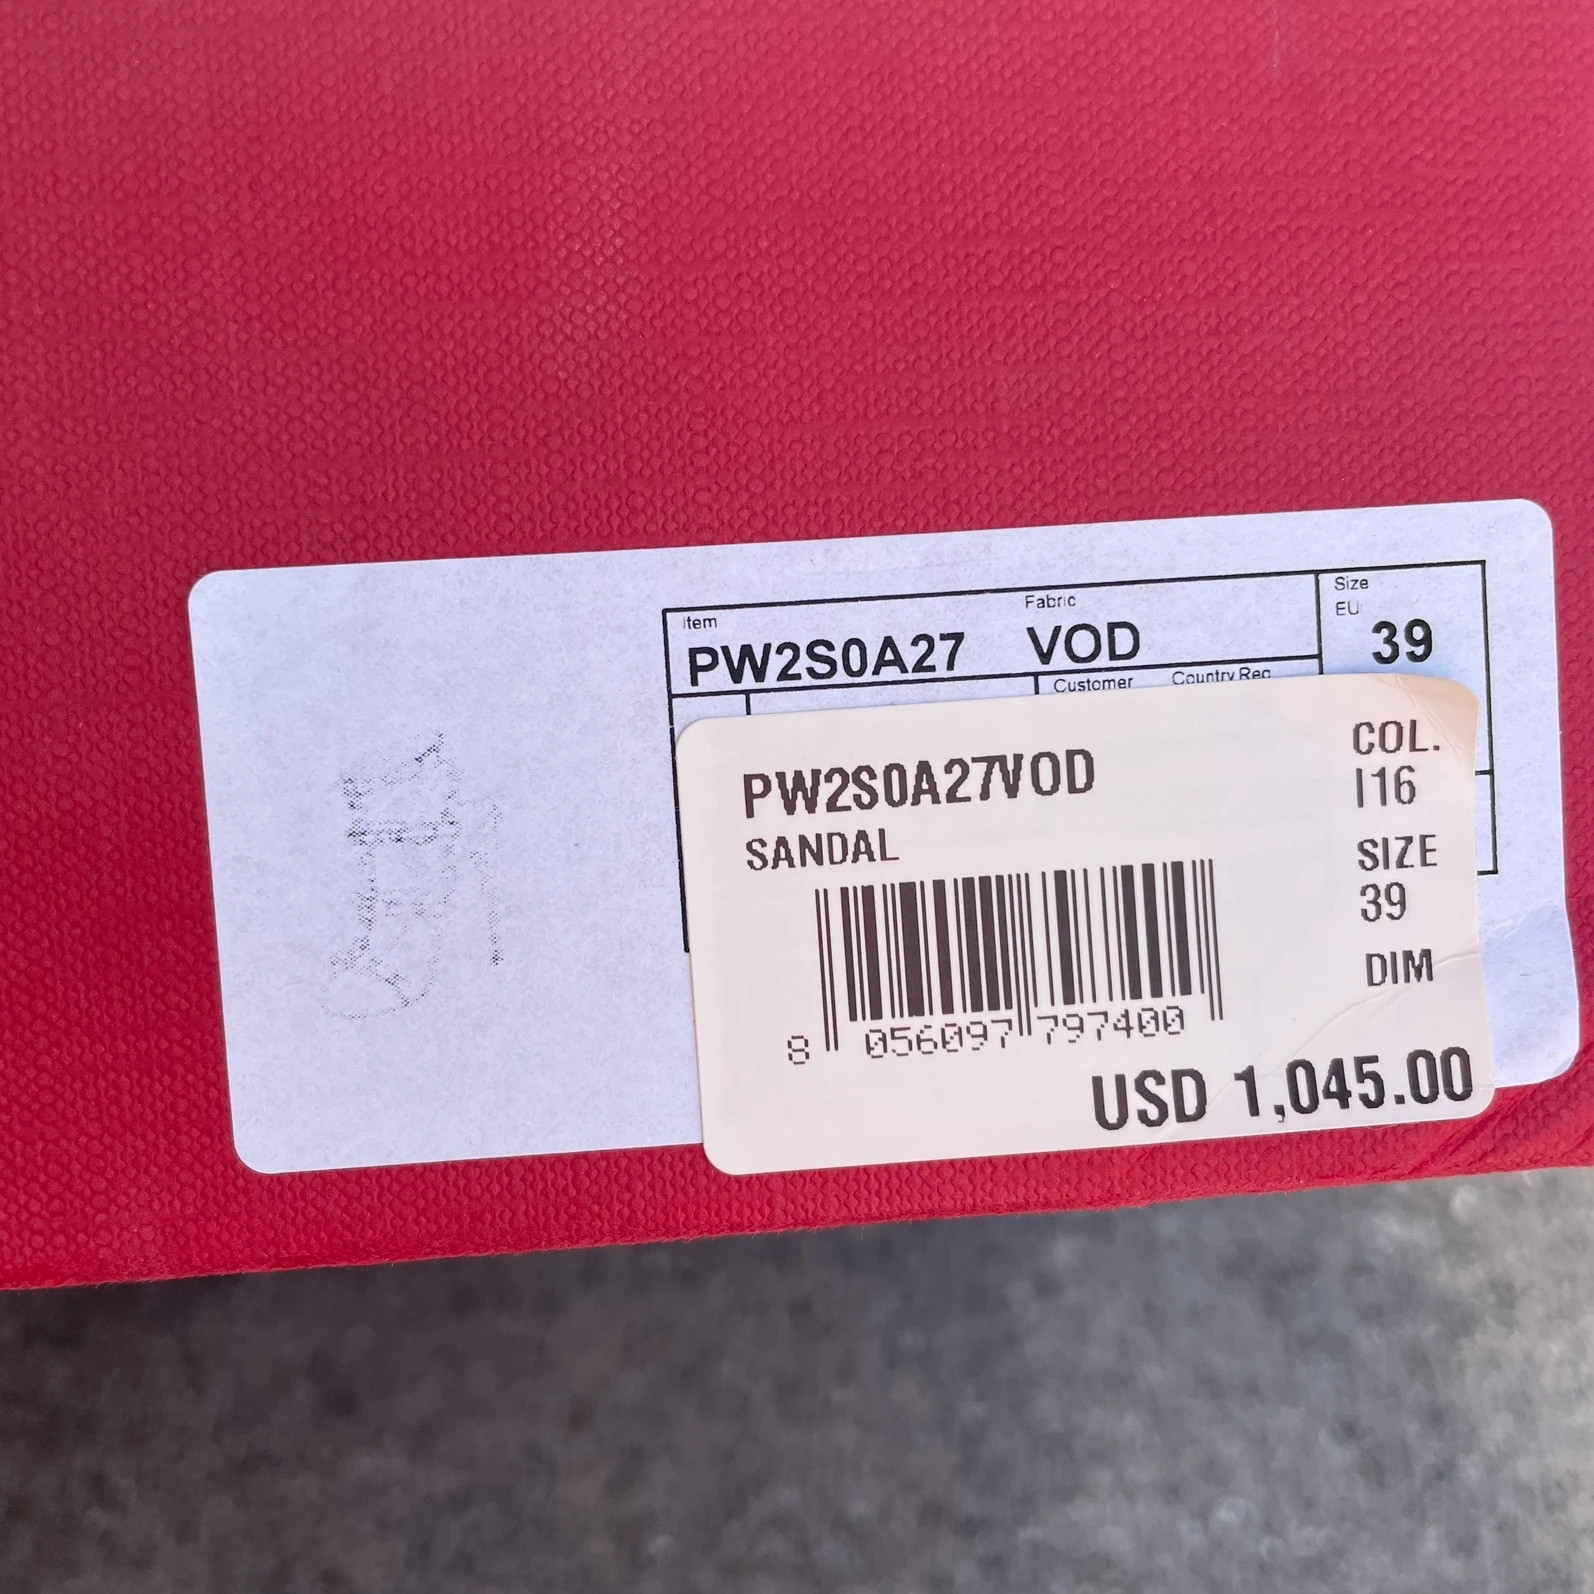 Item Fabric Size
EU
PW2S0A27 VOD 39
Customer Country Reg
PW2S0A27VOD
SANDAL
COL.
I16
SIZE
39
DIM
8 056097 797400
USD 1,045.00